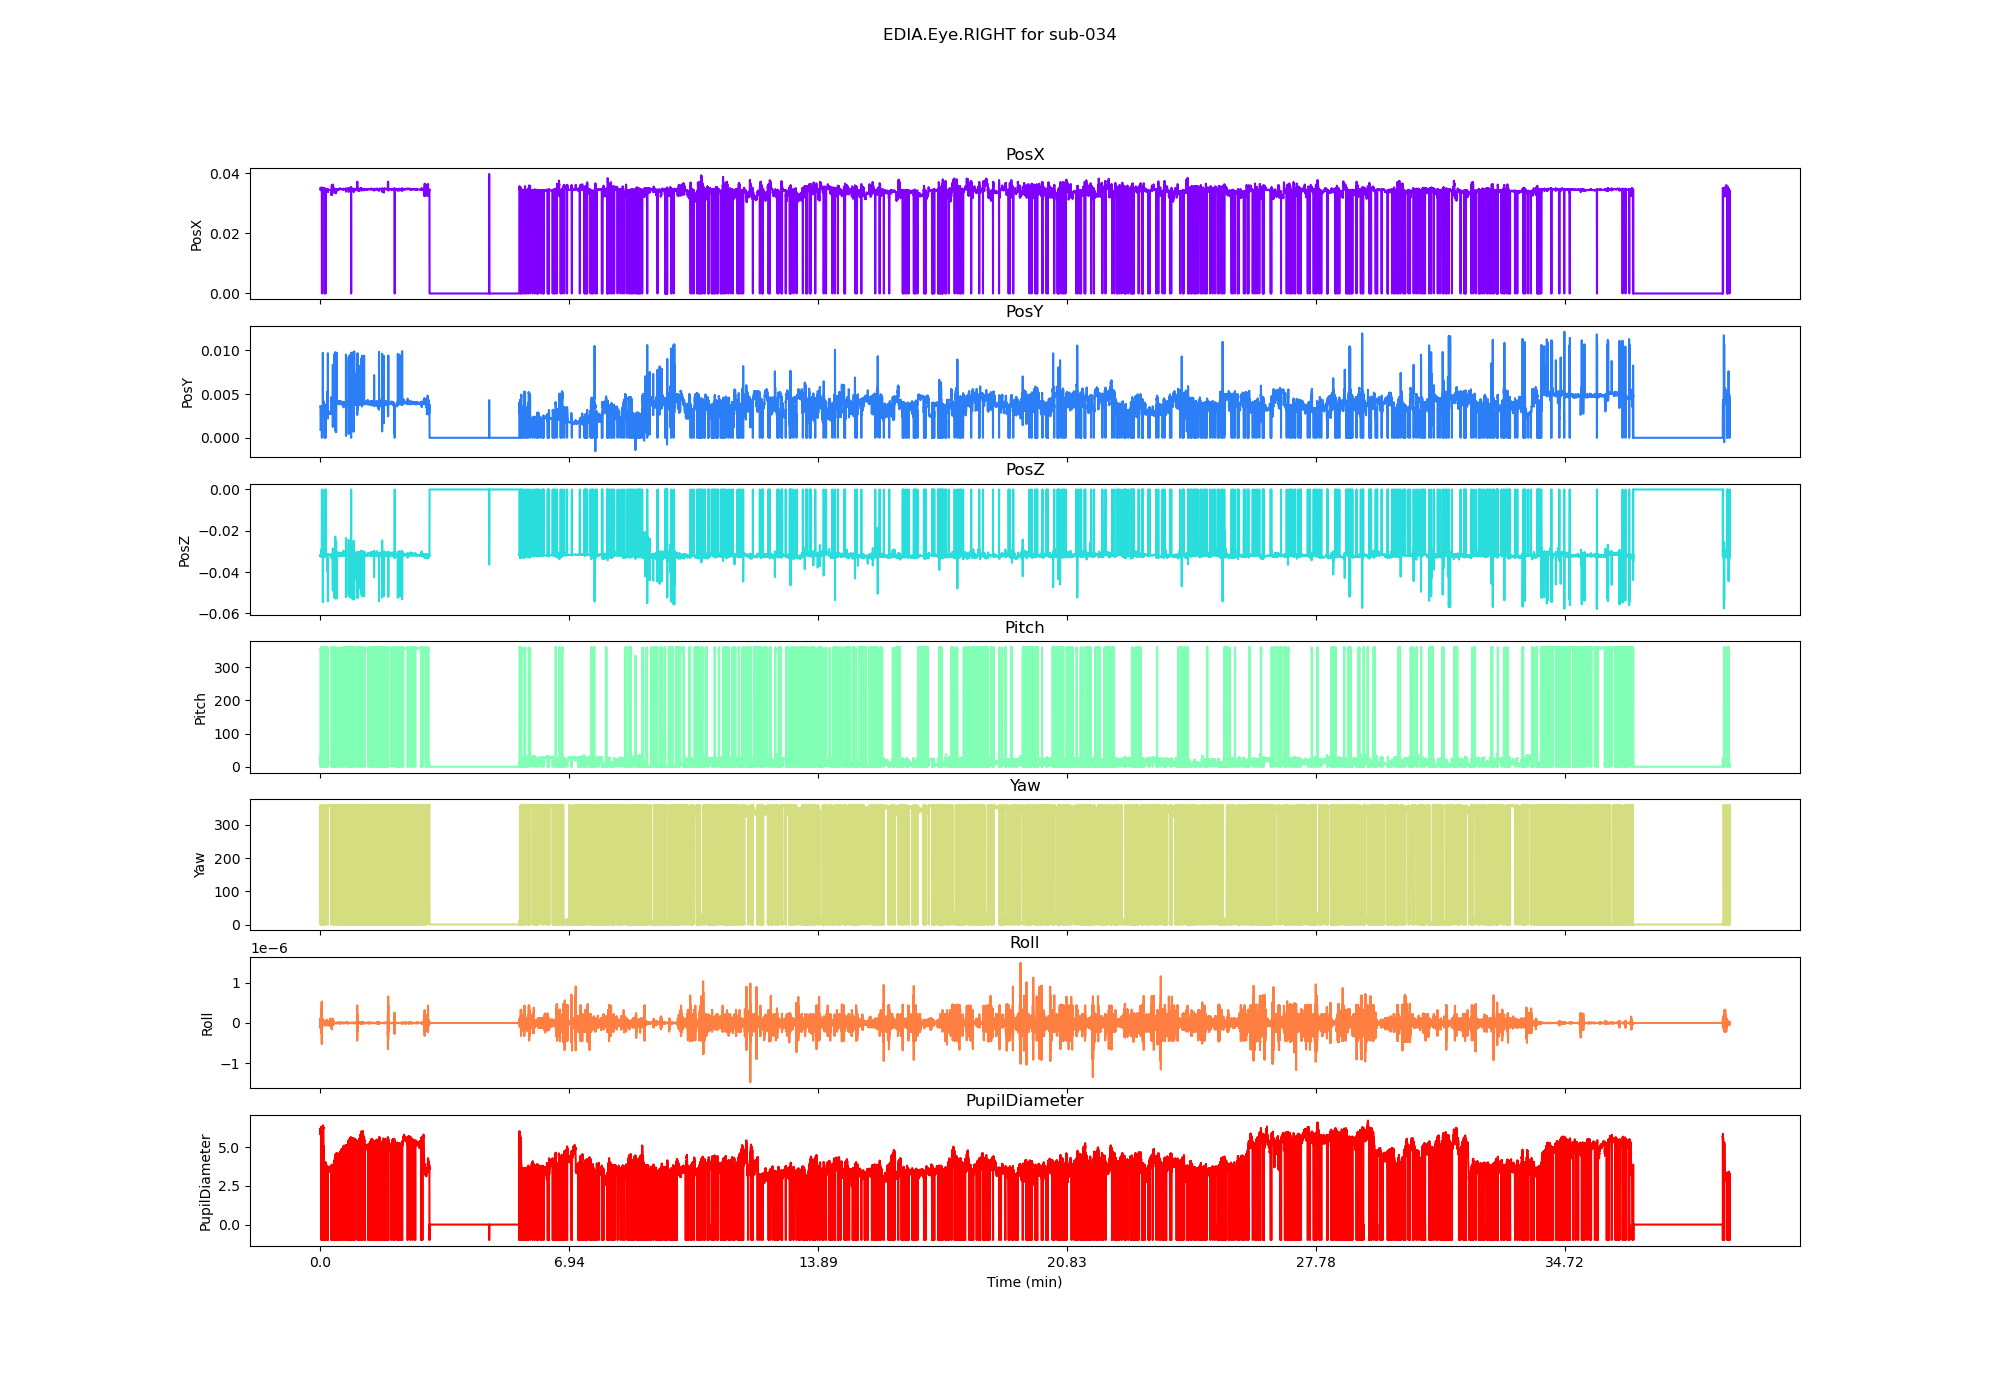 EDIA.Eye.RIGHT for sub-034
PosX
0.04
0.02
0.00
PosX
PosY
0.010
0.005
0.000
PosY
PosZ
0.00
−0.02
−0.04
−0.06
PosZ
Pitch
300
200
100
0
Pitch
Yaw
300
200
100
0
Yaw
1e−6
Roll
1
0
−1
Roll
PupilDiameter
5.0
2.5
0.0
PupilDiameter
0.0 6.94 13.89 20.83 27.78 34.72
Time (min)